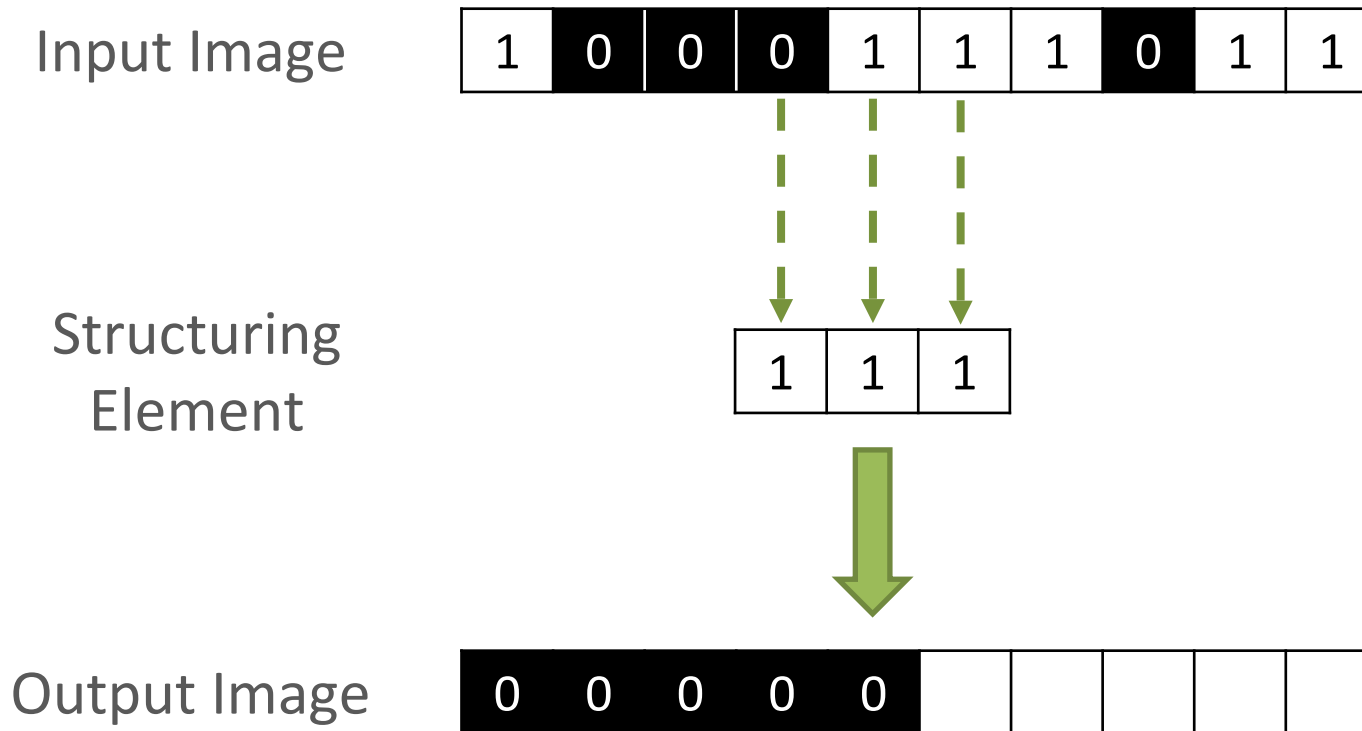 Input Image 1 0 0 0 1 1 1 0 1 1
Structuring
Element
1 1 1
Output Image 0 0 0 0 0